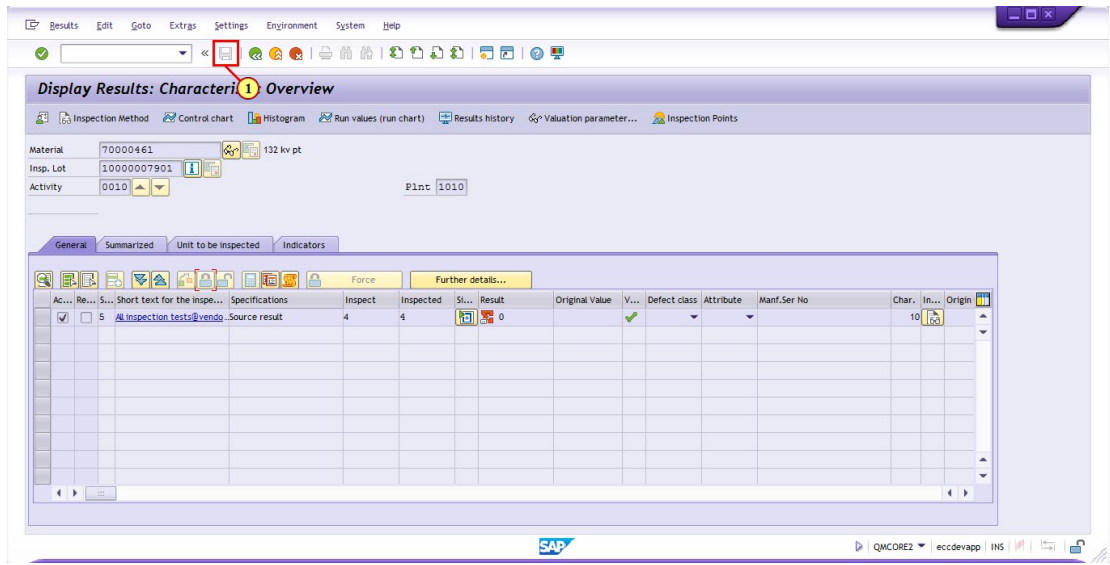 Results Edit Goto Extras Settings Environment System Help
«
1
Display Results: Characteri Overview
Inspection Method Control chart Histogram Run values (run chart) Results history Valuation parameter... Inspection Points
Material 70000461 132 kv pt
Insp. Lot 10000007901
Activity 0010 Plnt 1010
General Summarized Unit to be inspected Indicators
Force Further details...
Ac... Re... S... Short text for the inspe... Specifications Inspect Inspected Si... Result Original Value V... Defect class Attribute Manf.Ser No Char. In... Origin
5 All inspection tests@vendo.. Source result 4 4 0 10
SAP
QMCORE2 eccdevapp INS